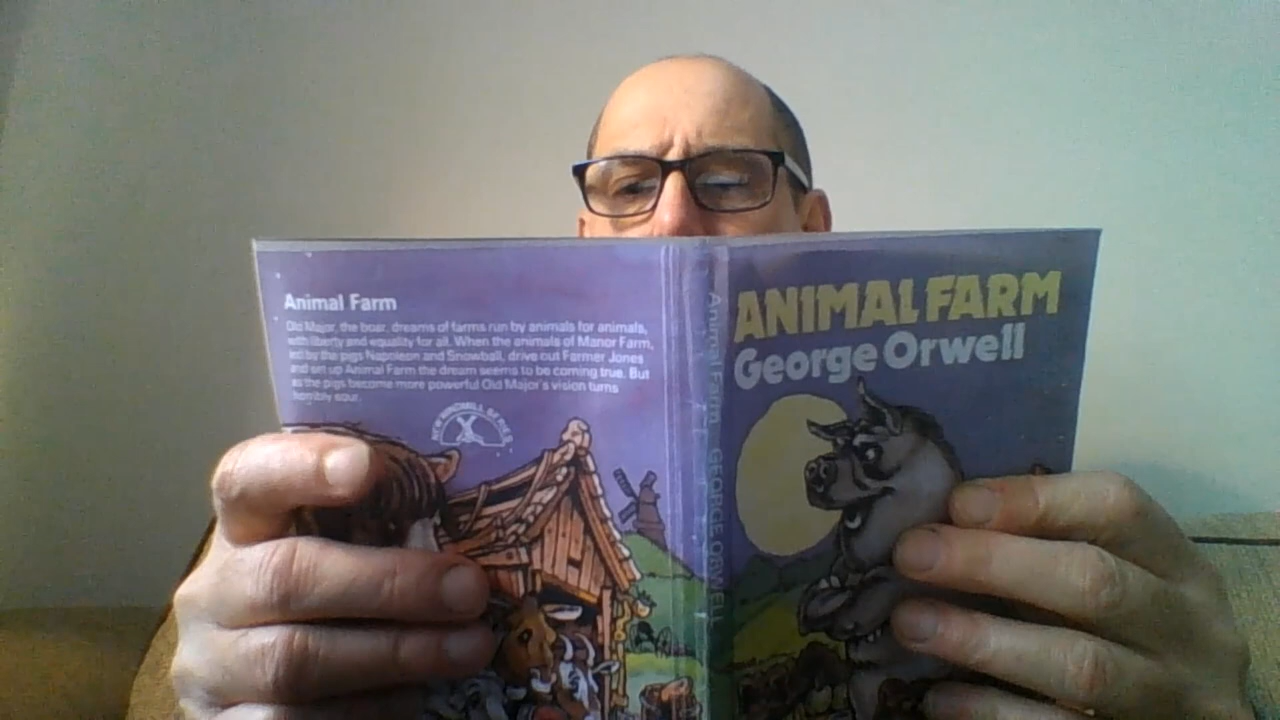 Animal Farm
Old Major, the boar, dreams of farms run by animals for animals,
with liberty and equality for all. When the animals of Manor Farm,
led by the pigs Napoleon and Snowball, drive out Farmer Jones
and set up Animal Farm the dream seems to be coming true. But
as the pigs become more powerful Old Major's vision turns
horribly sour.
NEW WINDMILL SERIES
Animal Farm GEORGE ORWELL
ANIMAL FARM
George Orwell